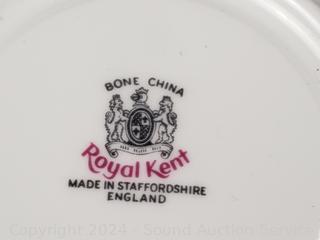 BONE CHINA
Royal Kent
MADE IN STAFFORDSHIRE
ENGLAND
Copyright 2024 - Sound Auction Service